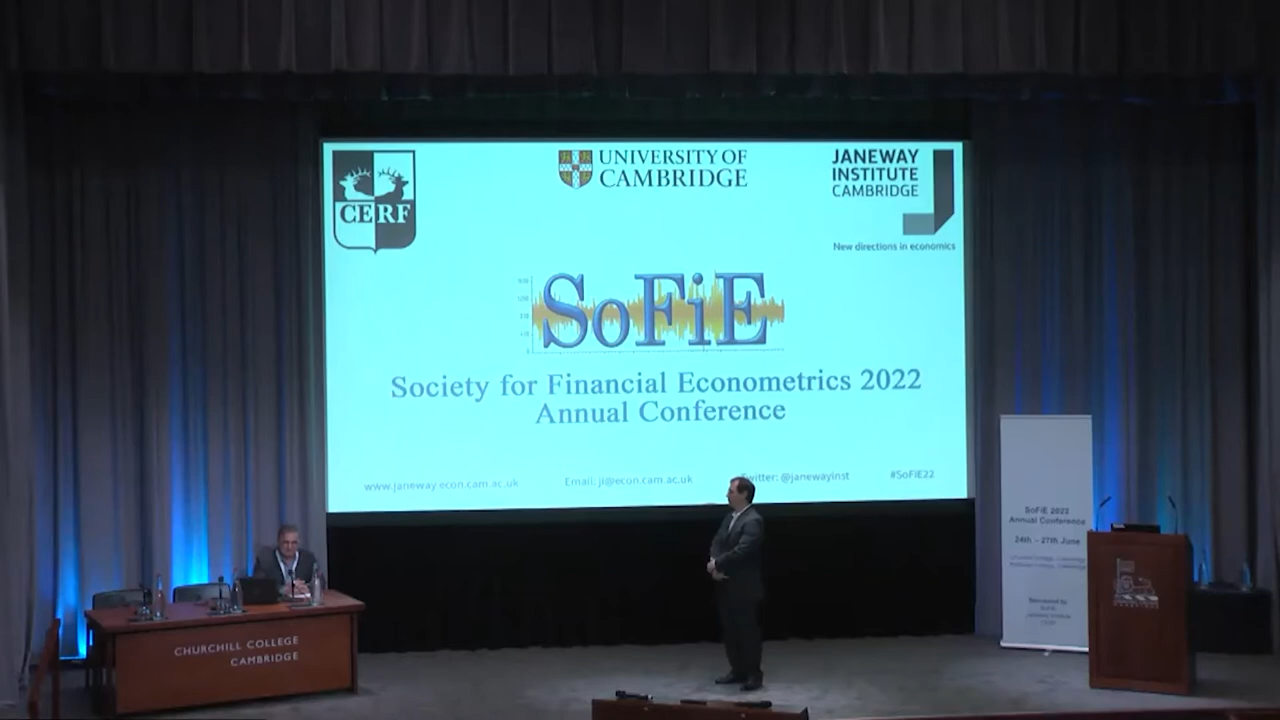 CERF
UNIVERSITY OF
CAMBRIDGE
JANEWAY
INSTITUTE
CAMBRIDGE
New directions in economics
SoFiE
Society for Financial Econometrics 2022
Annual Conference
www.janeway.econ.cam.ac.uk
Email: ji@econ.cam.ac.uk
Twitter: @janewayinst
#SoFiE22
SoFiE 2022
Annual Conference
24th – 27th June
Sponsored by
CHURCHILL COLLEGE
CAMBRIDGE